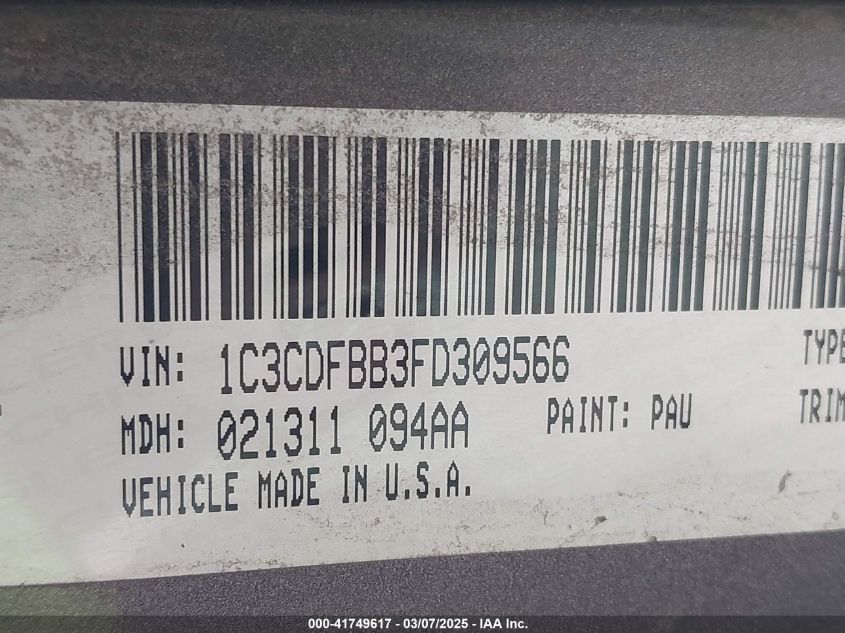 VIN: 1C3CDFBB3FD309566
TYPE
MDH: 021311 094AA
PAINT: PAU
TRIM
VEHICLE MADE IN U.S.A.
000-41749617 - 03/07/2025 - IAA Inc.